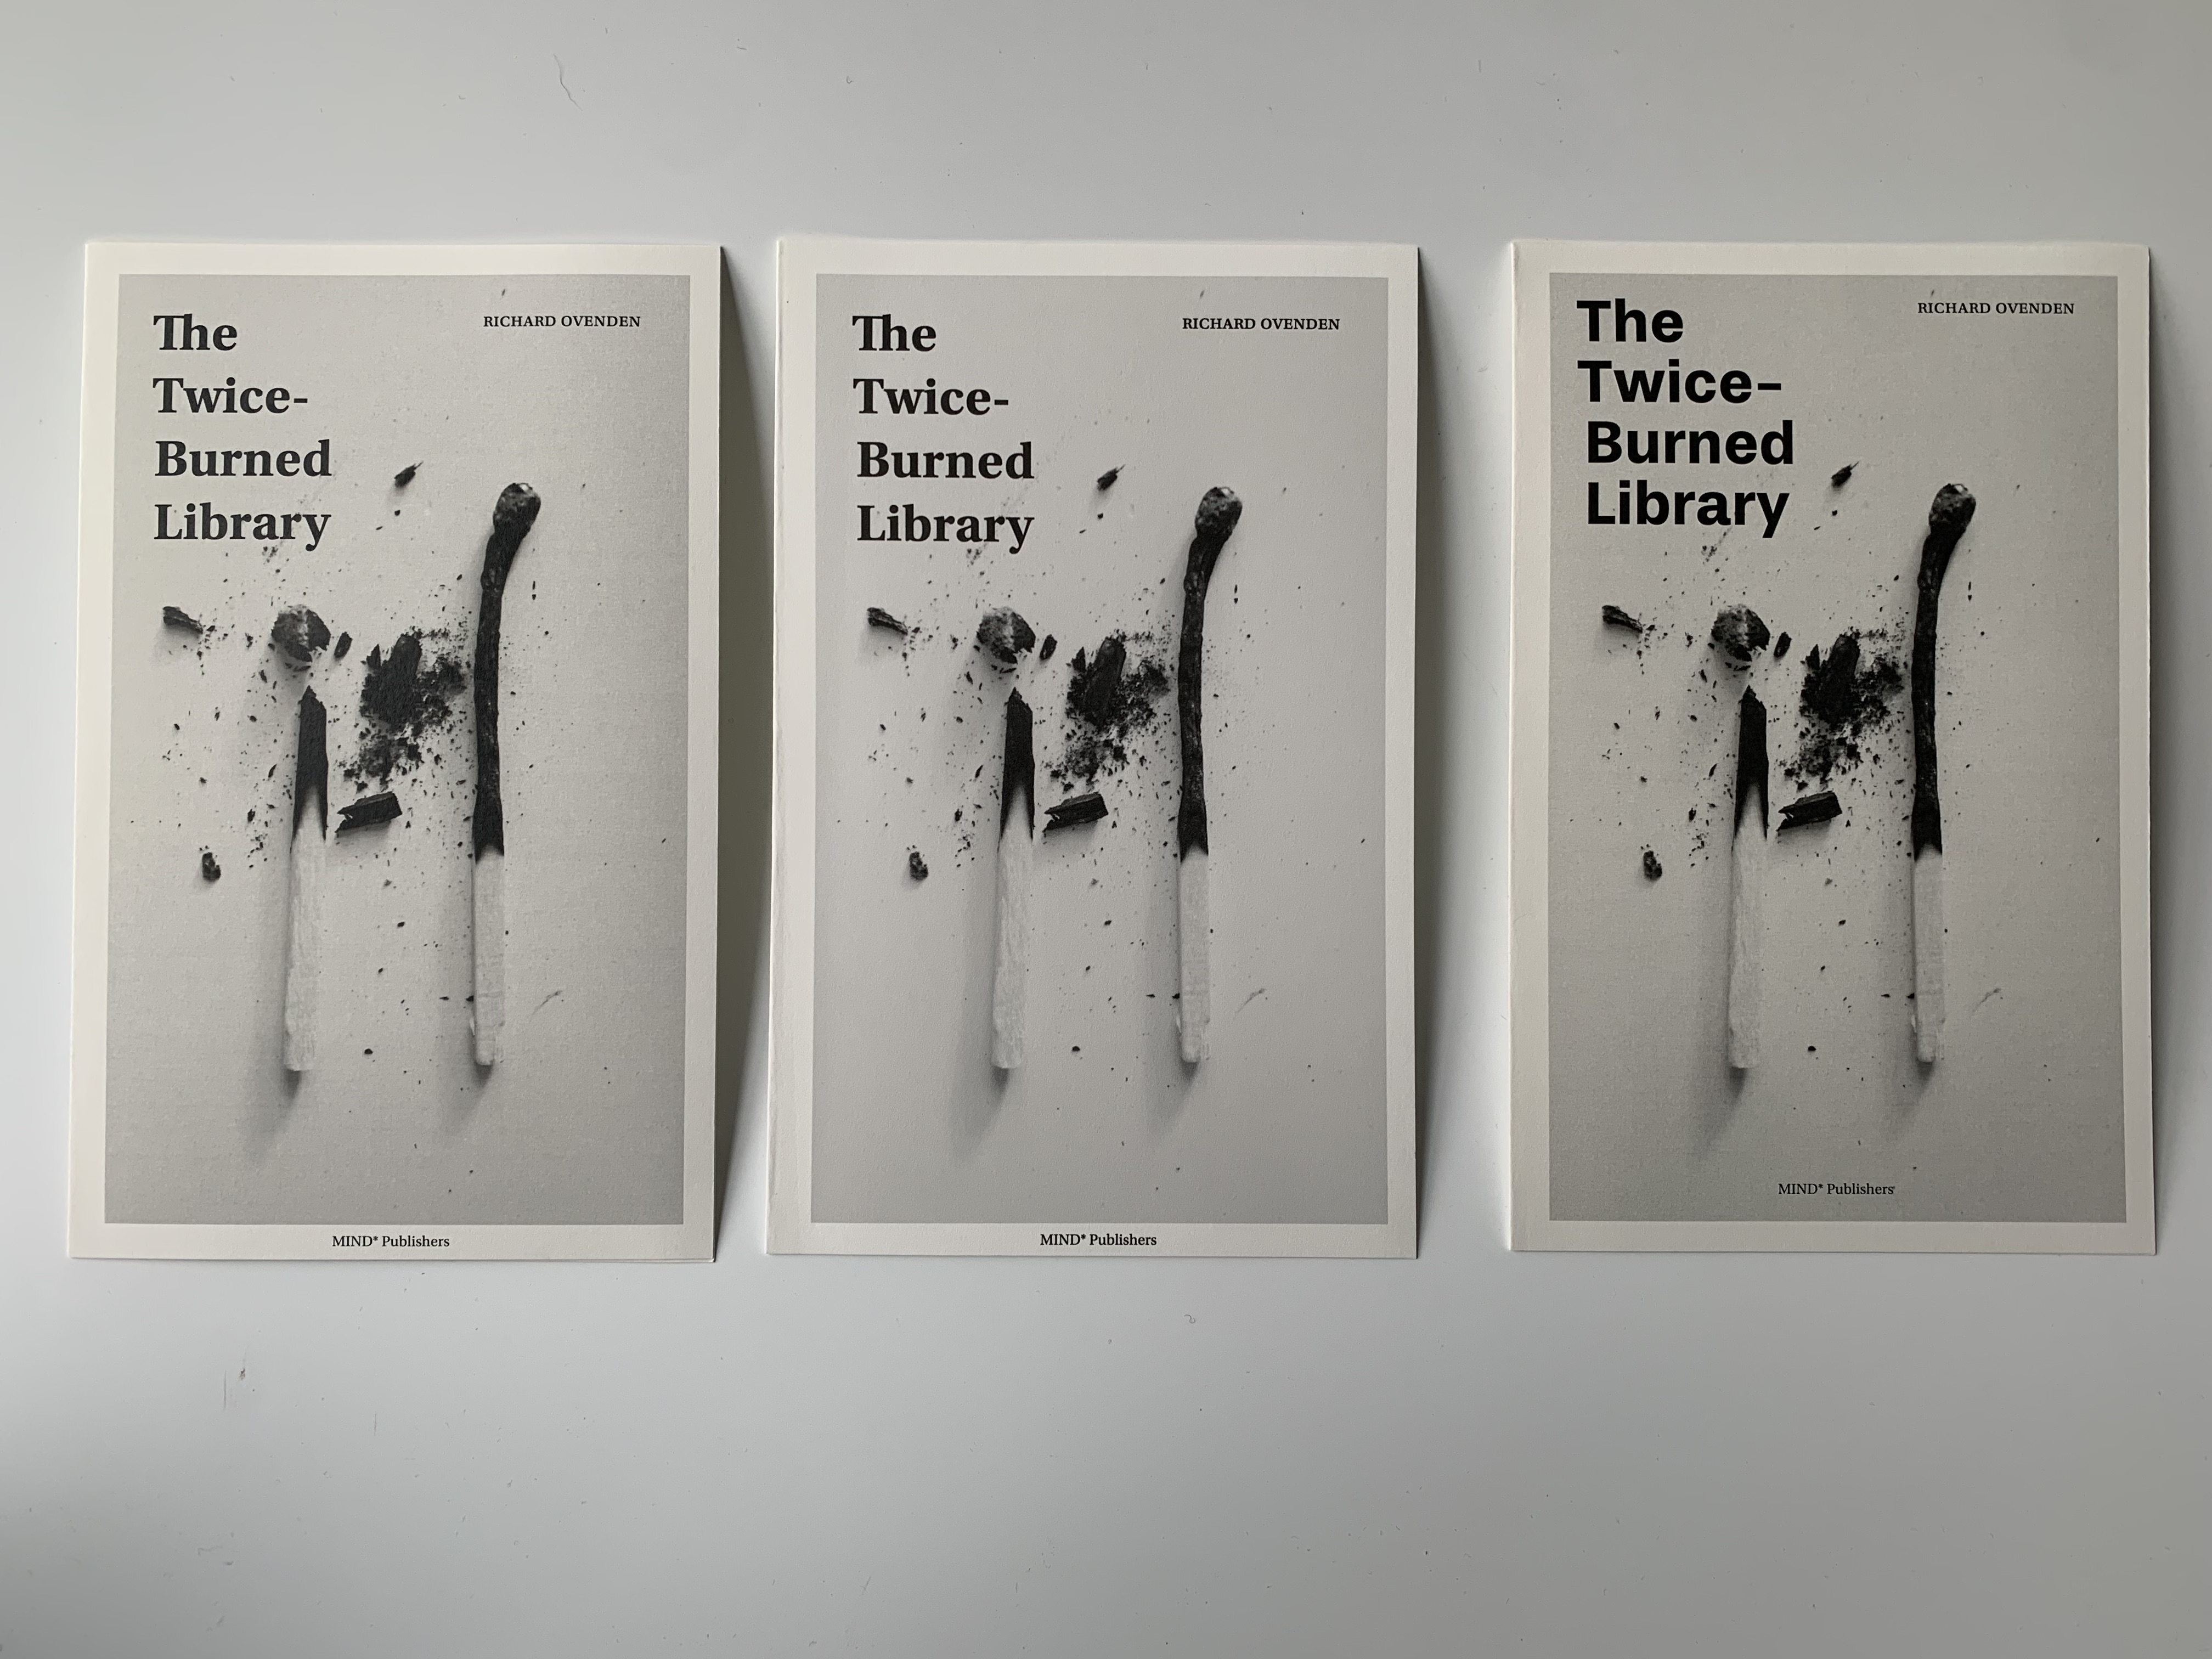 The
Twice-
Burned
Library
RICHARD OVENDEN
MIND* Publishers
The
Twice-
Burned
Library
RICHARD OVENDEN
MIND* Publishers
The
Twice-
Burned
Library
RICHARD OVENDEN
MIND* Publishers